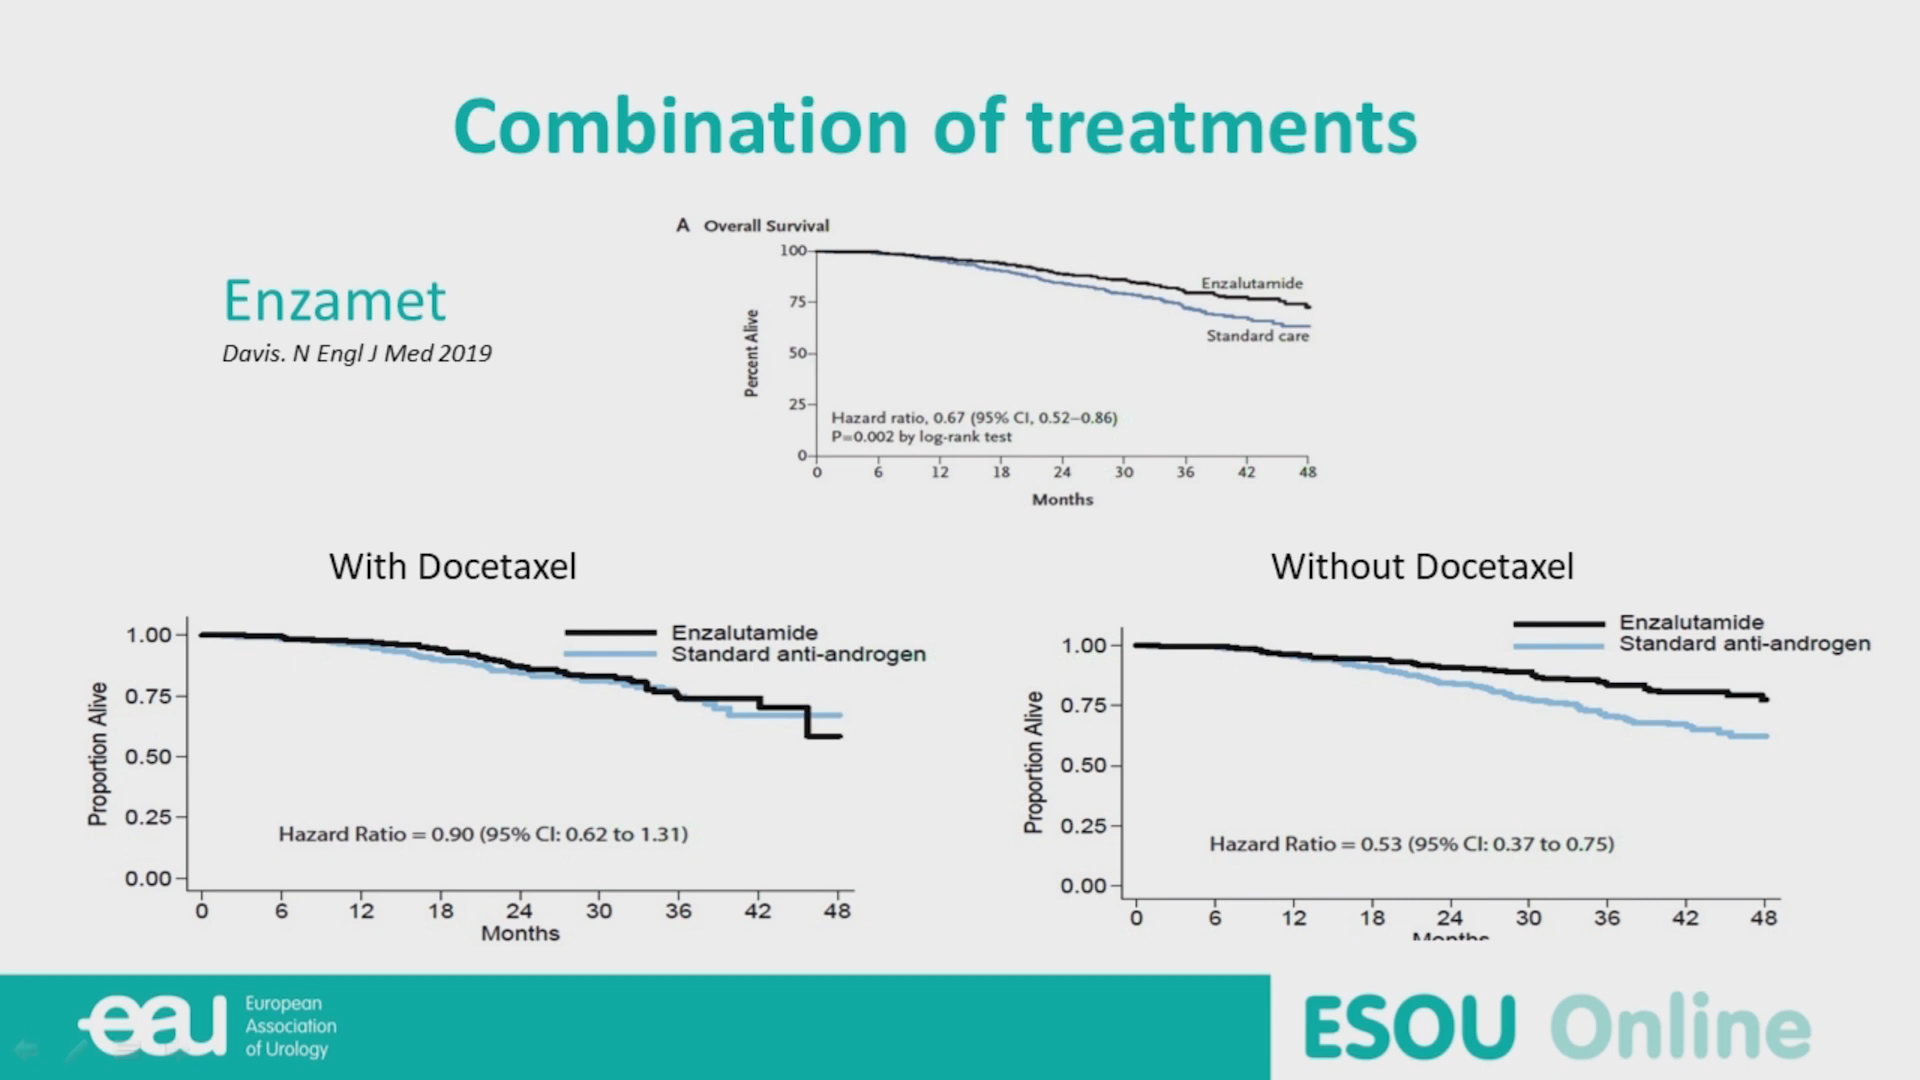 Combination of treatments
Enzamet
Davis. N Engl J Med 2019
A Overall Survival
100
75
50
25
0
Percent Alive
Enzalutamide
Standard care
Hazard ratio, 0.67 (95% CI, 0.52–0.86)
P=0.002 by log-rank test
0 6 12 18 24 30 36 42 48
Months
With Docetaxel
1.00
0.75
0.50
0.25
0.00
Proportion Alive
Enzalutamide
Standard anti-androgen
Hazard Ratio = 0.90 (95% CI: 0.62 to 1.31)
0 6 12 18 24 30 36 42 48
Months
Without Docetaxel
1.00
0.75
0.50
0.25
0.00
Proportion Alive
Enzalutamide
Standard anti-androgen
Hazard Ratio = 0.53 (95% CI: 0.37 to 0.75)
0 6 12 18 24 30 36 42 48
Months
eau
European
Association
of Urology
ESOU Online